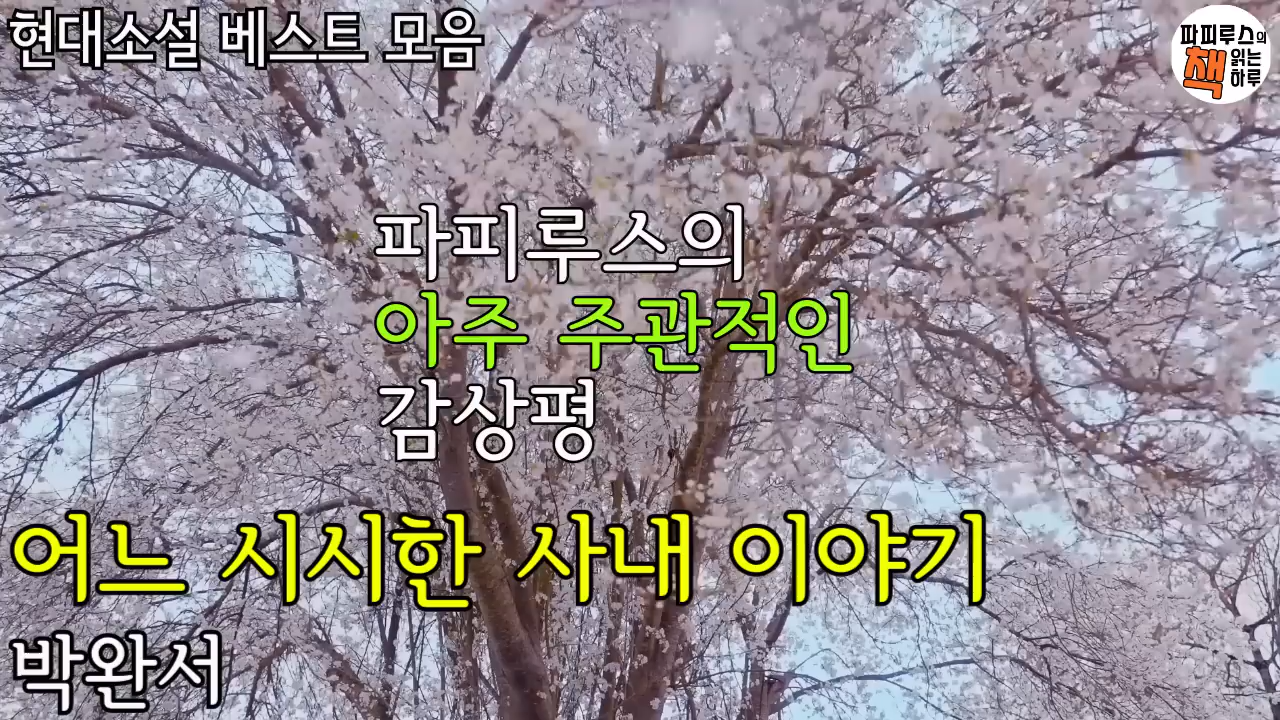 현대소설 베스트 모음
파피루스의
책 읽는
하루
파피루스의
아주 주관적인
감상평
어느 시시한 사내 이야기
박완서